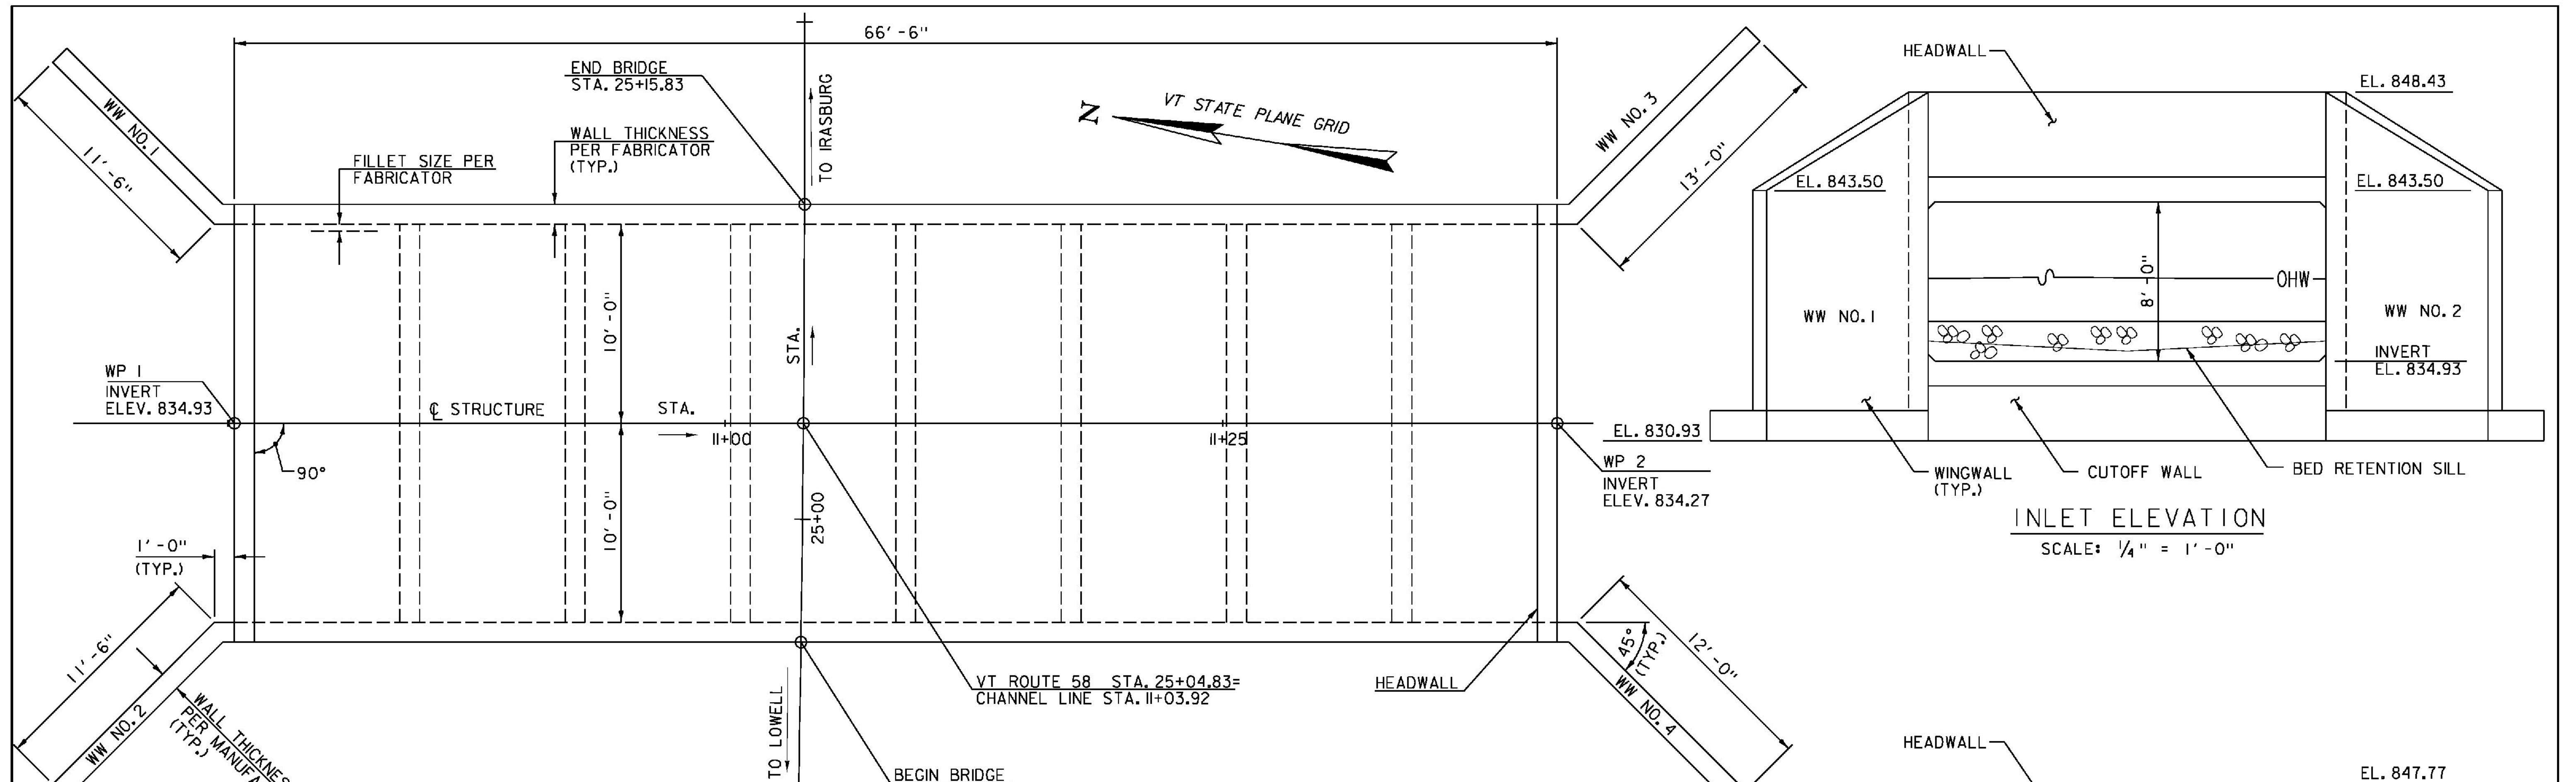 66'-6"
END BRIDGE
STA. 25+15.83
TO IRASBURG
VT STATE PLANE GRID
N
WW NO. 1
11'-6"
FILLET SIZE PER
FABRICATOR
WALL THICKNESS
PER FABRICATOR
(TYP.)
WW NO. 3
13'-0"
10'-0"
STA.
WP 1
INVERT
ELEV. 834.93
℄ STRUCTURE
STA.
11+00
11+25
90°
WP 2
INVERT
ELEV. 834.27
10'-0"
25+00
1'-0"
(TYP.)
11'-6"
WW NO. 2
WALL THICKNES
PER MANUFA
(TYP.)
TO LOWELL
VT ROUTE 58 STA. 25+04.83=
CHANNEL LINE STA. 11+03.92
BEGIN BRIDGE
HEADWALL
45°
(TYP.)
12'-0"
WW NO. 4
HEADWALL
EL. 848.43
EL. 843.50
EL. 843.50
8'-0"
OHW
WW NO. 1
WW NO. 2
INVERT
EL. 834.93
EL. 830.93
WINGWALL
(TYP.)
CUTOFF WALL
BED RETENTION SILL
INLET ELEVATION
SCALE: 1/4" = 1'-0"
HEADWALL
EL. 847.77